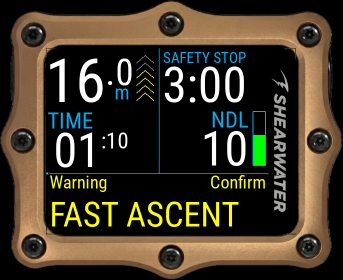 16.0 m
SAFETY STOP
3:00
TIME
01:10
NDL
10
Warning Confirm
FAST ASCENT
SHEARWATER